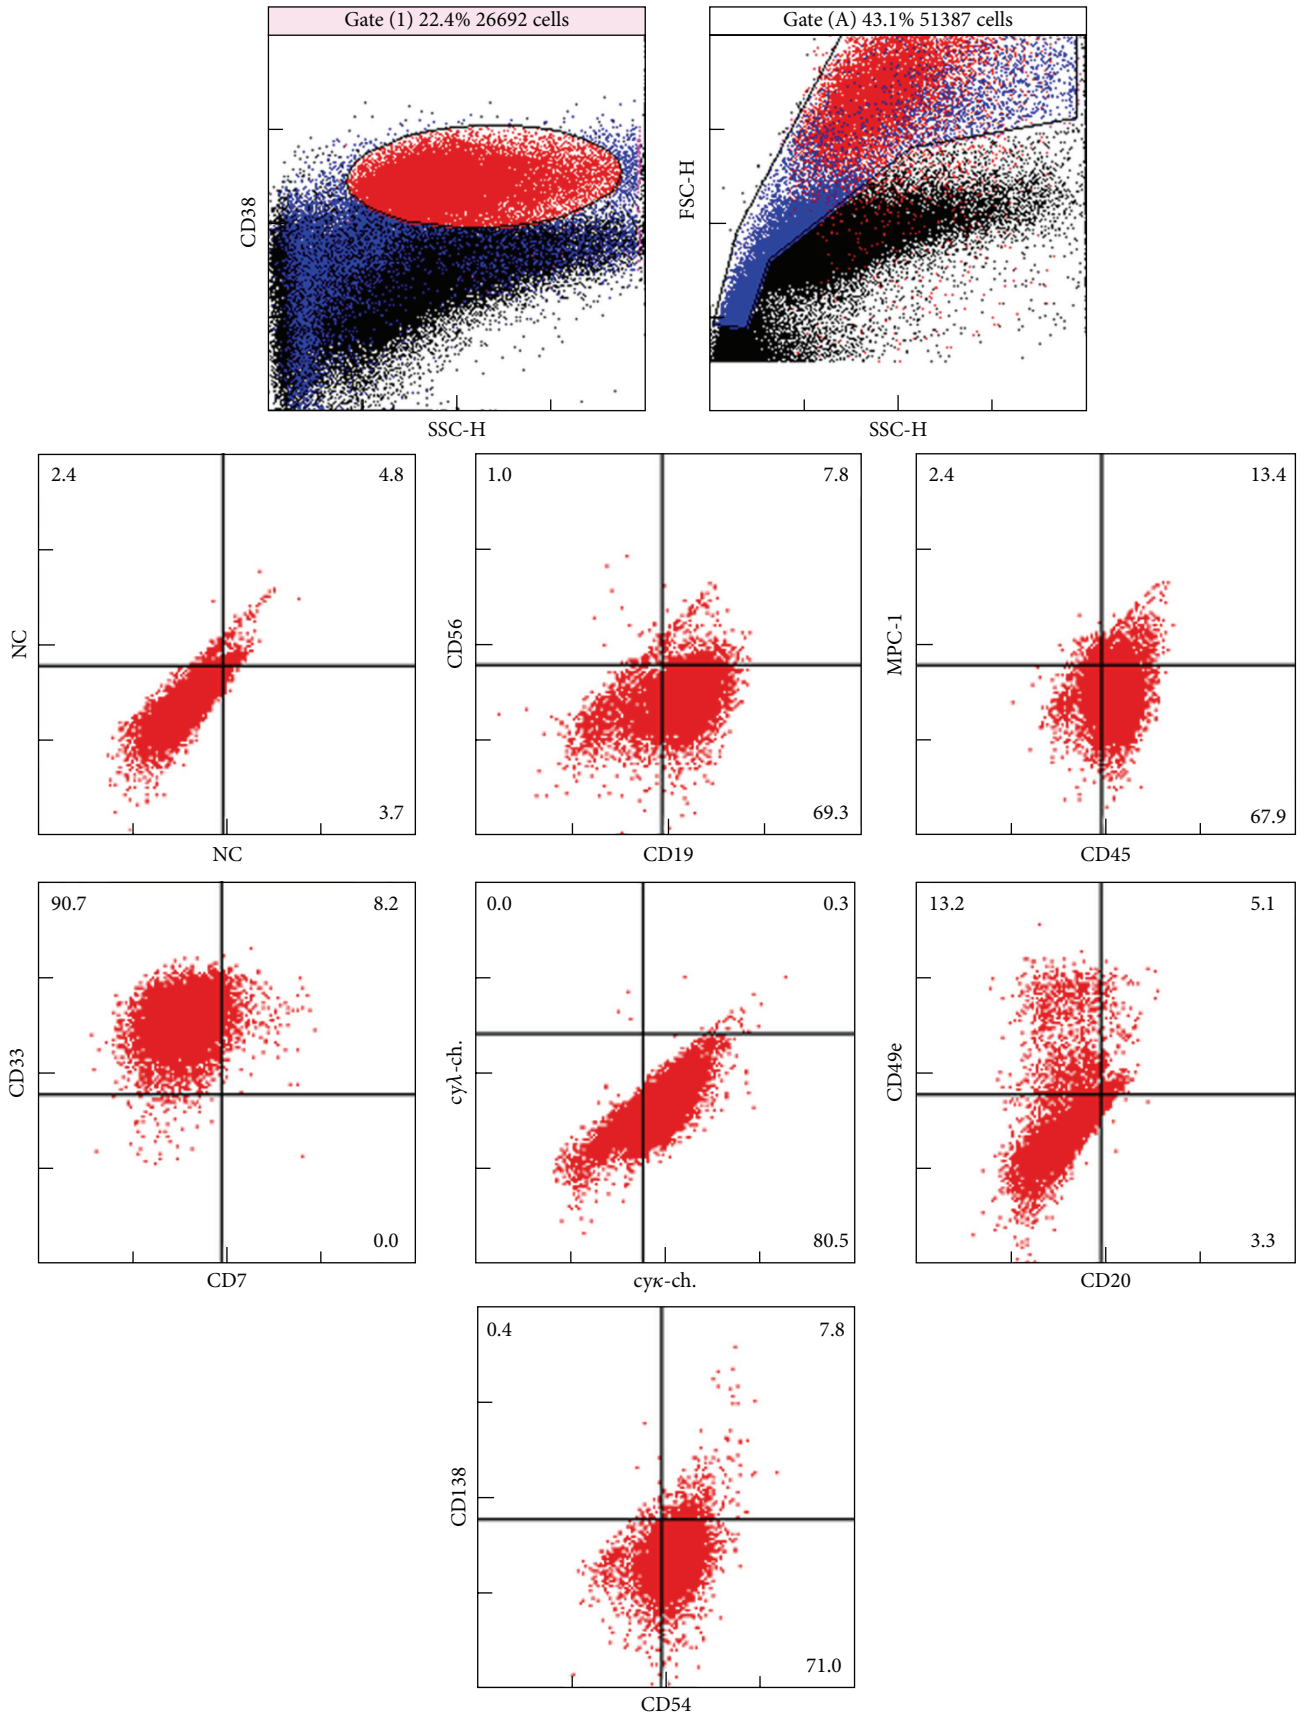 Gate (1) 22.4% 26692 cells
Gate (A) 43.1% 51387 cells
CD38
SSC-H
FSC-H
SSC-H
2.4
4.8
3.7
NC
NC
1.0
7.8
69.3
CD56
CD19
2.4
13.4
67.9
MPC-1
CD45
90.7
8.2
0.0
CD33
CD7
0.0
0.3
80.5
cyλ-ch.
cyκ-ch.
13.2
5.1
3.3
CD49e
CD20
0.4
7.8
71.0
CD138
CD54